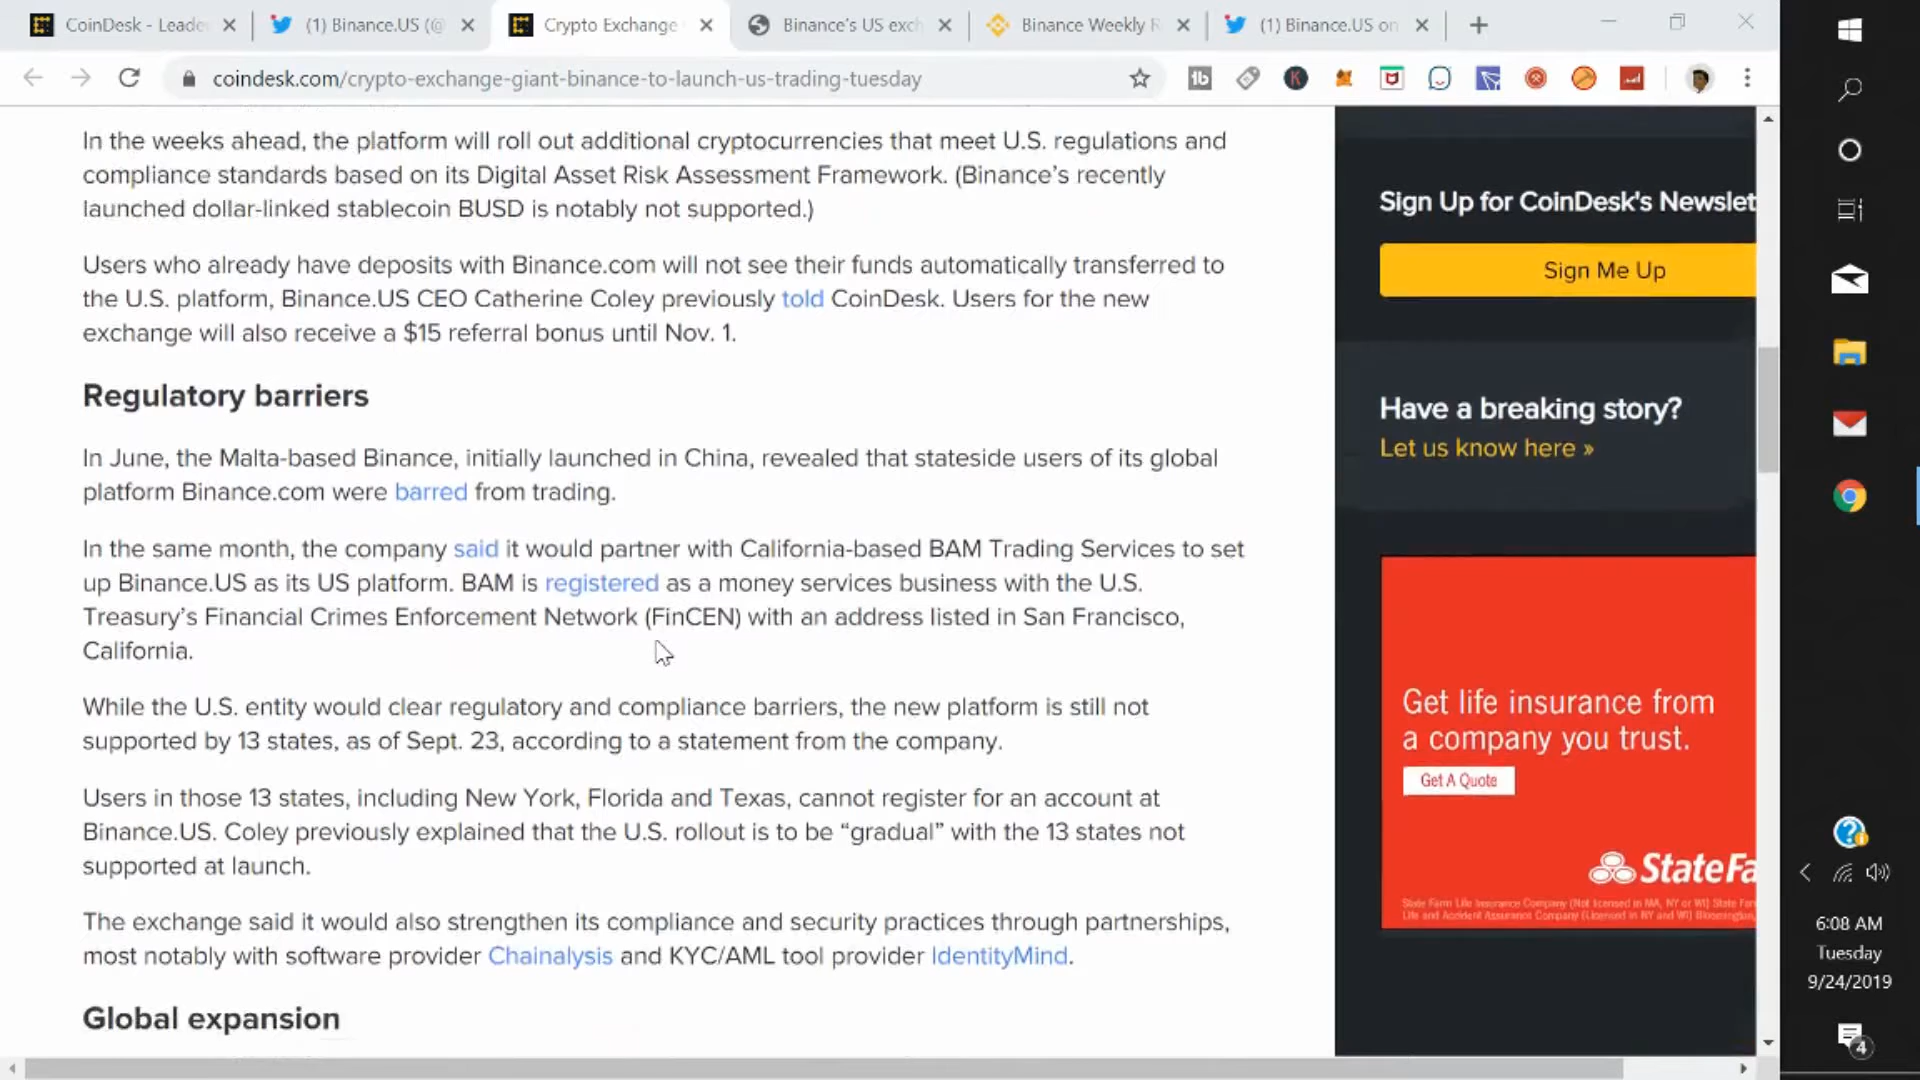 CoinDesk - Leade
(1) Binance.US (@
Crypto Exchange
Binance's US exch
Binance Weekly R
(1) Binance.US on
coindesk.com/crypto-exchange-giant-binance-to-launch-us-trading-tuesday
In the weeks ahead, the platform will roll out additional cryptocurrencies that meet U.S. regulations and
compliance standards based on its Digital Asset Risk Assessment Framework. (Binance's recently
launched dollar-linked stablecoin BUSD is notably not supported.)
Users who already have deposits with Binance.com will not see their funds automatically transferred to
the U.S. platform, Binance.US CEO Catherine Coley previously told CoinDesk. Users for the new
exchange will also receive a $15 referral bonus until Nov. 1.
Regulatory barriers
In June, the Malta-based Binance, initially launched in China, revealed that stateside users of its global
platform Binance.com were barred from trading.
In the same month, the company said it would partner with California-based BAM Trading Services to set
up Binance.US as its US platform. BAM is registered as a money services business with the U.S.
Treasury's Financial Crimes Enforcement Network (FinCEN) with an address listed in San Francisco,
California.
While the U.S. entity would clear regulatory and compliance barriers, the new platform is still not
supported by 13 states, as of Sept. 23, according to a statement from the company.
Users in those 13 states, including New York, Florida and Texas, cannot register for an account at
Binance.US. Coley previously explained that the U.S. rollout is to be “gradual” with the 13 states not
supported at launch.
The exchange said it would also strengthen its compliance and security practices through partnerships,
most notably with software provider Chainalysis and KYC/AML tool provider IdentityMind.
Global expansion
Sign Up for CoinDesk's Newslet
Sign Me Up
Have a breaking story?
Let us know here »
Get life insurance from
a company you trust.
Get A Quote
StateFa
State Farm Life Insurance Company (Not licensed in MA, NY or WI) State Far
Life and Accident Assurance Company (Licensed in NY and WI) Bloomington,
6:08 AM
Tuesday
9/24/2019
4